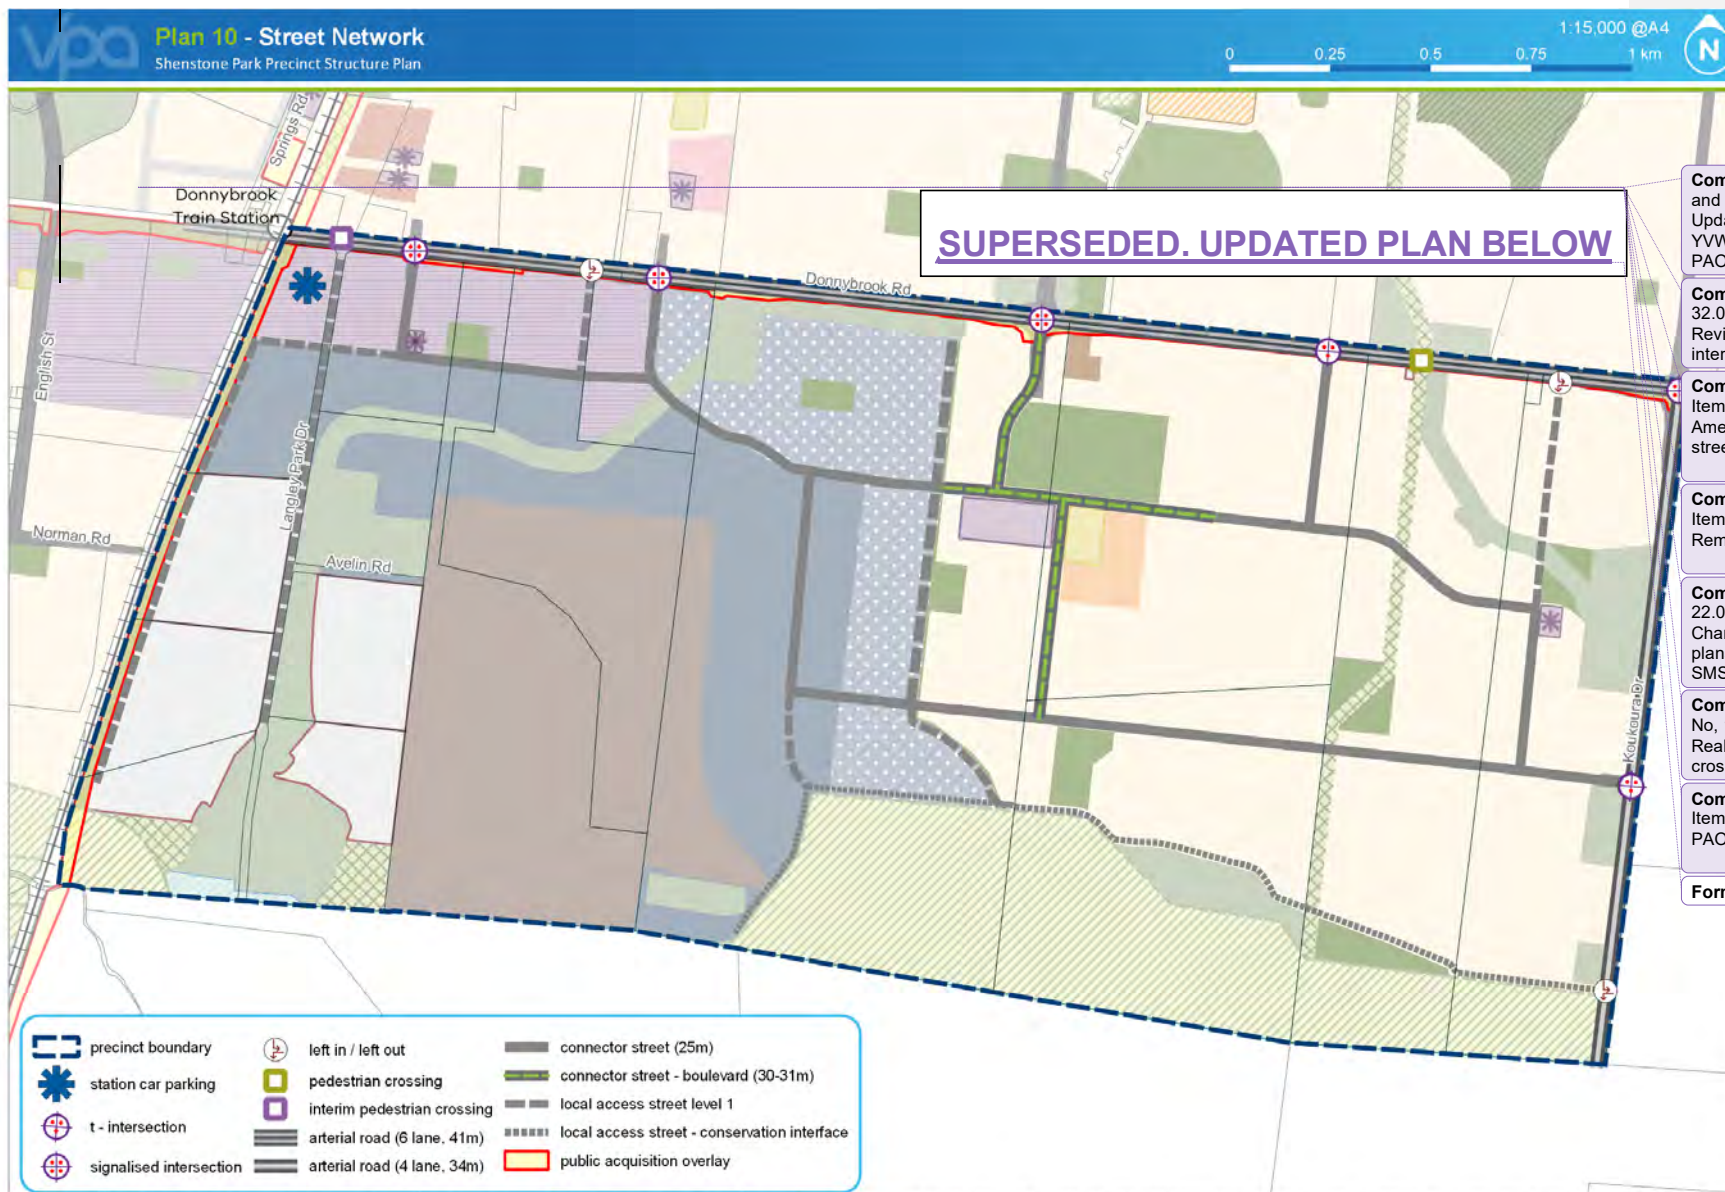 vpa
Plan 10 - Street Network
Shenstone Park Precinct Structure Plan
1:15,000 @A4
0 0.25 0.5 0.75 1 km
N
Springs Rd
Donnybrook
Train Station
SUPERSEDED. UPDATED PLAN BELOW
Donnybrook Rd
English St
Langley Park Dr
Norman Rd
Avelin Rd
Koukoura Dr
Com
and
Upda
YVW
PAO
Com
32.0
Revi
inter
Com
Item
Ame
stree
Com
Item
Rem
Com
22.0
Char
plan
SMS
Com
No,
Real
cros
Com
Item
PAO
Forn
precinct boundary
station car parking
t - intersection
signalised intersection
left in / left out
pedestrian crossing
interim pedestrian crossing
arterial road (6 lane, 41m)
arterial road (4 lane, 34m)
connector street (25m)
connector street - boulevard (30-31m)
local access street level 1
local access street - conservation interface
public acquisition overlay